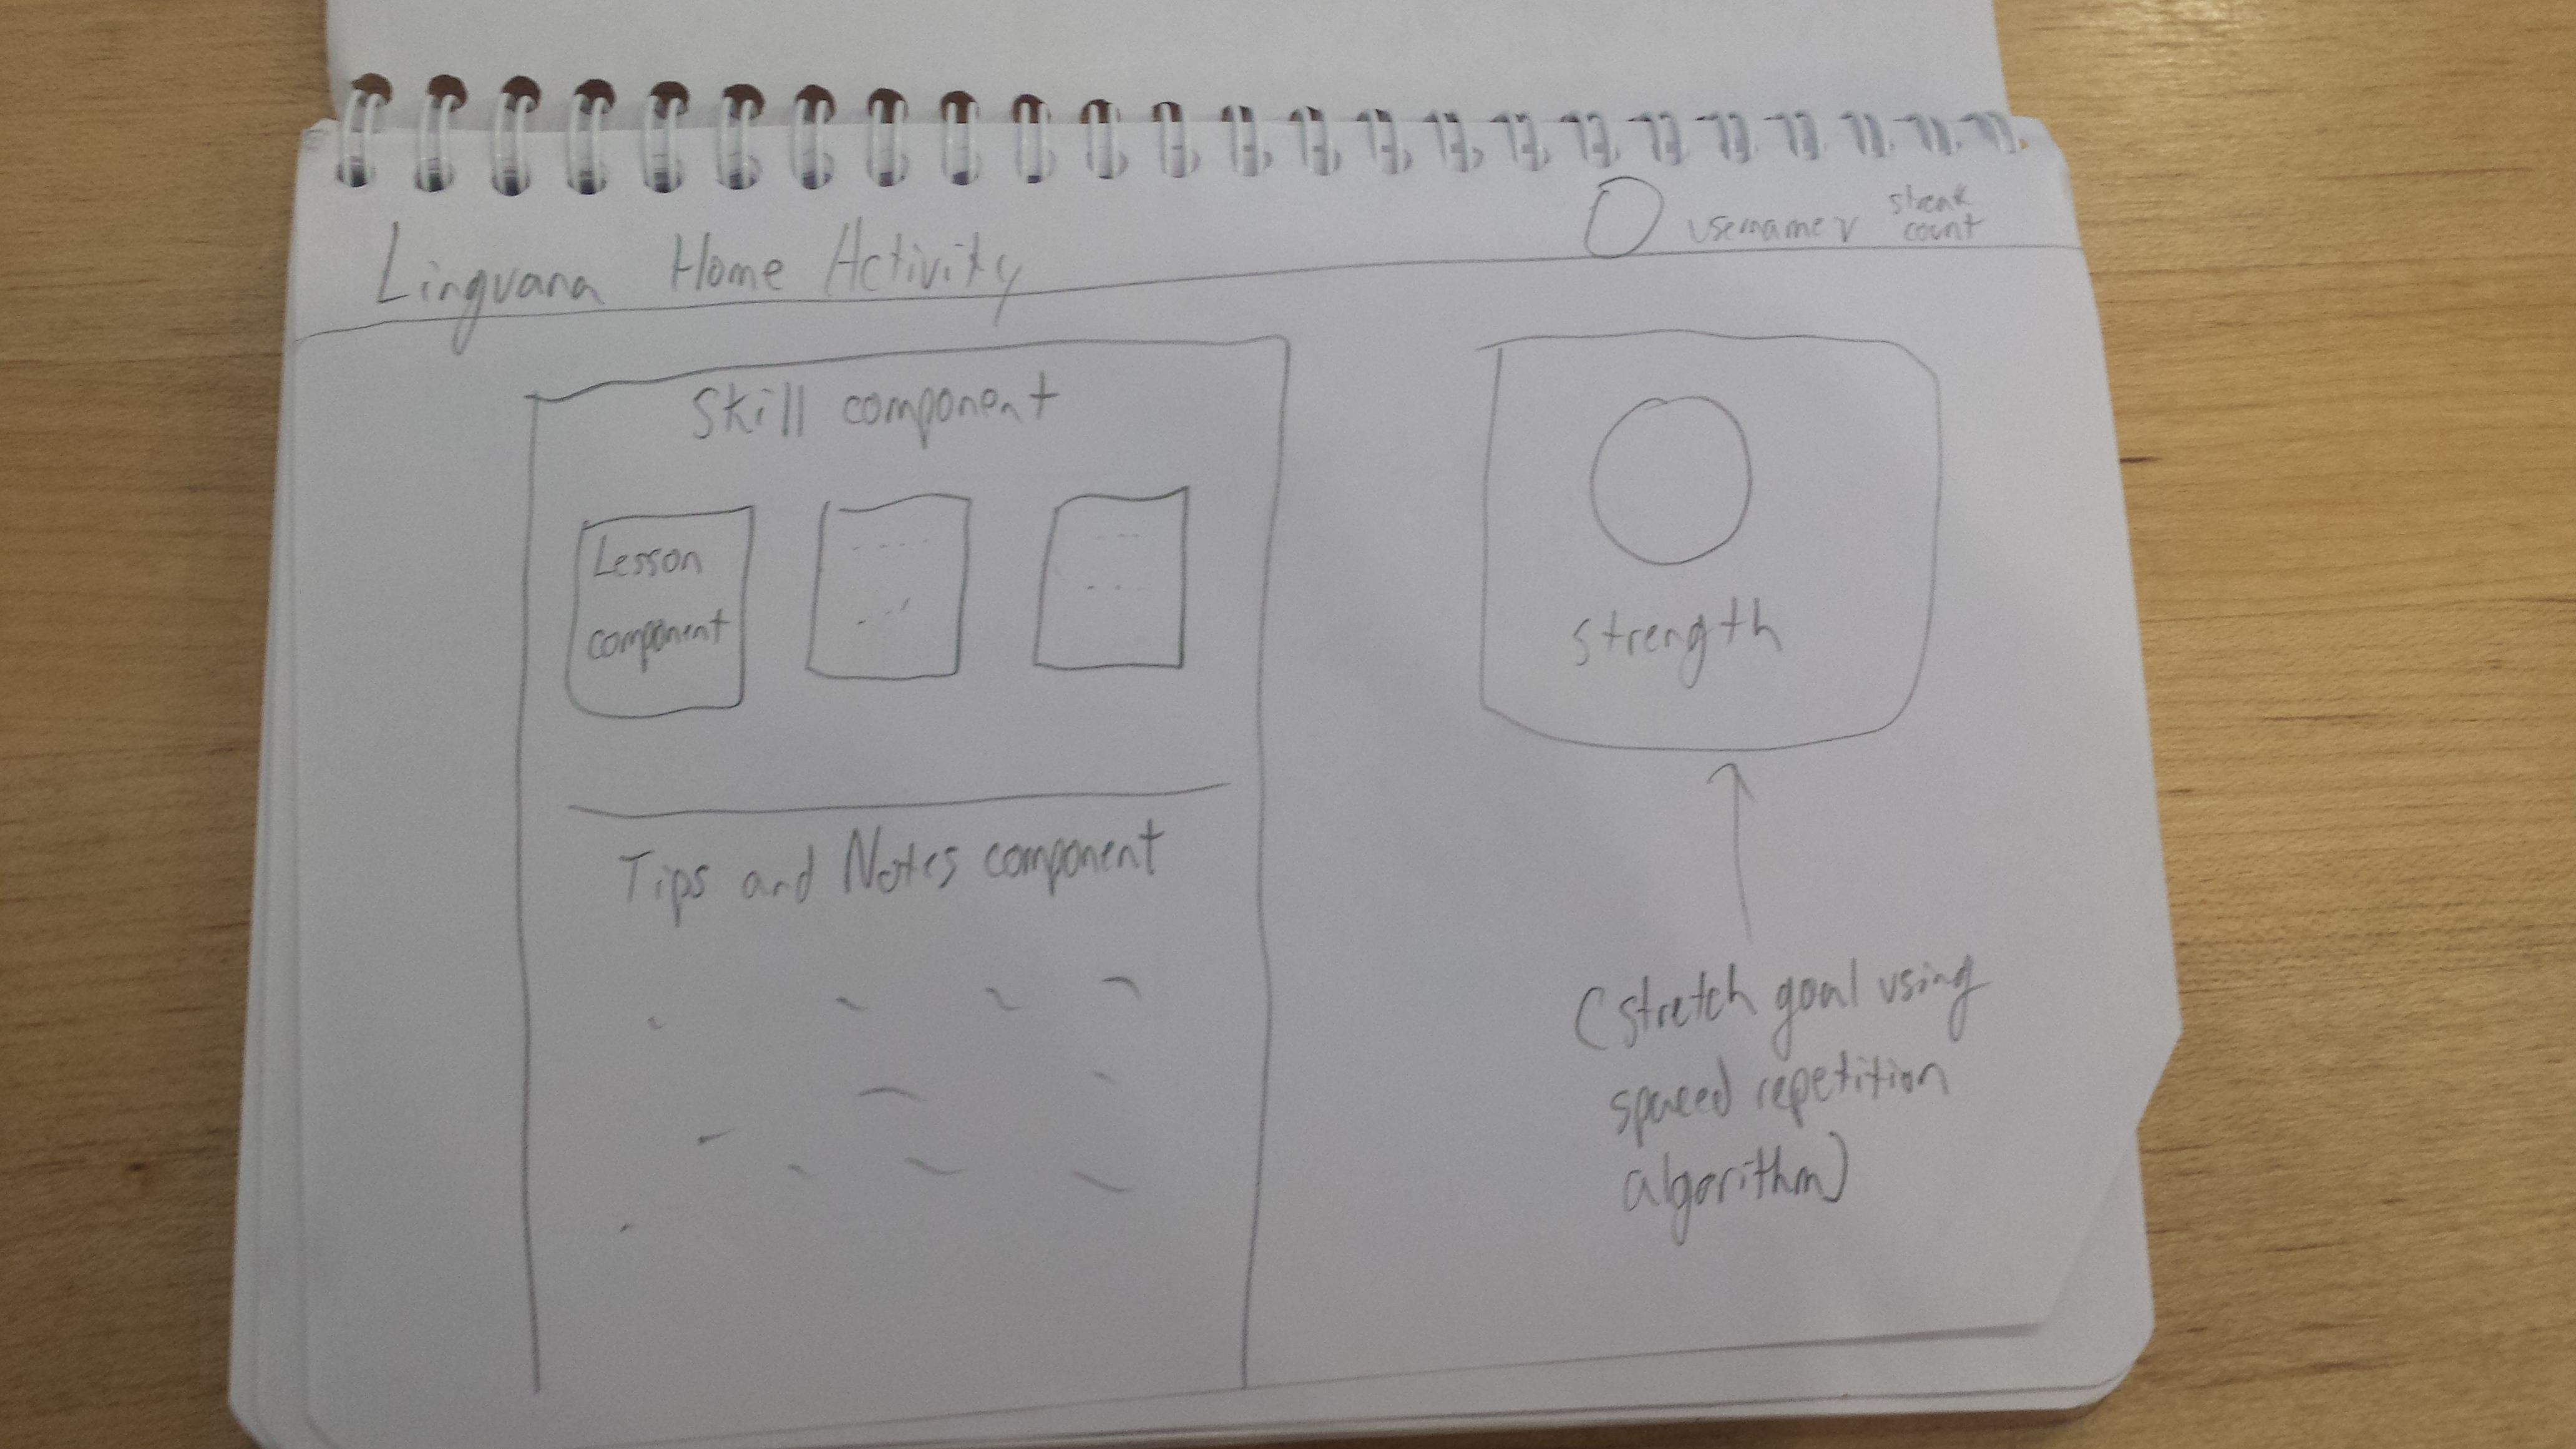 Linguana Home Activity
username v
streak
count
Skill component
Lesson
component
Tips and Notes component
strength
(stretch goal using
spaced repetition
algorithm)